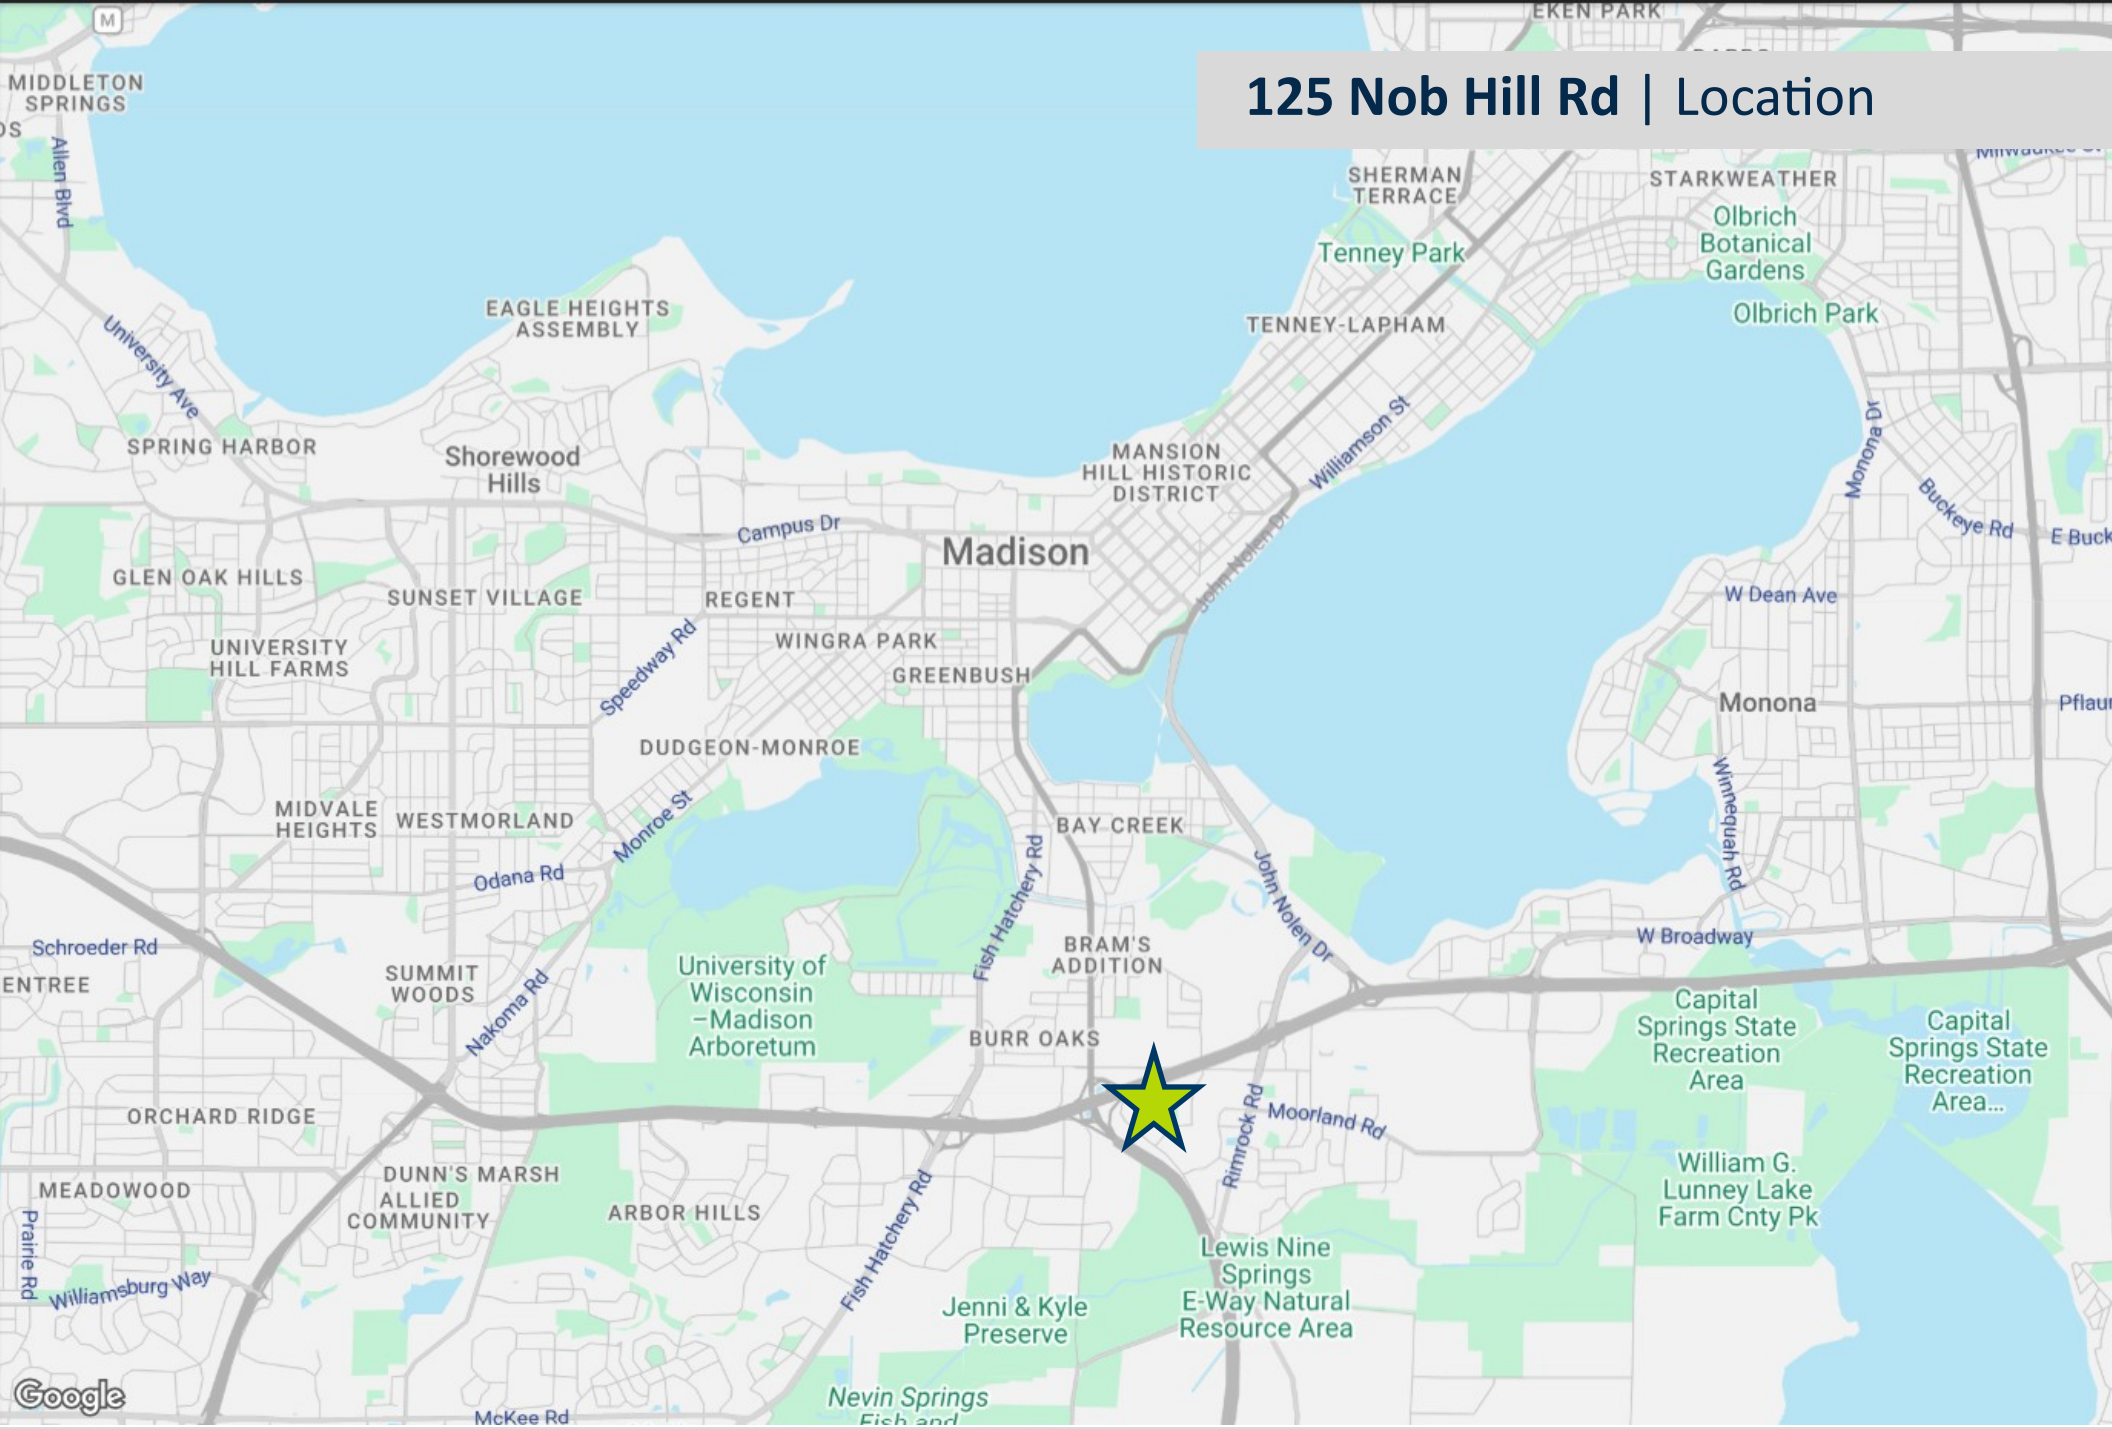 EKEN PARK
M
MIDDLETON
SPRINGS
125 Nob Hill Rd | Location
Allen Blvd
SHERMAN
TERRACE
STARKWEATHER
Olbrich
Botanical
Gardens
Tenney Park
Olbrich Park
EAGLE HEIGHTS
ASSEMBLY
University Ave
TENNEY-LAPHAM
SPRING HARBOR
Shorewood
Hills
MANSION
HILL HISTORIC
DISTRICT
Williamson St
Monona Dr
Buckeye Rd
E Buck
Campus Dr
Madison
John Nolen Dr
GLEN OAK HILLS
SUNSET VILLAGE
REGENT
W Dean Ave
UNIVERSITY
HILL FARMS
Speedway Rd
WINGRA PARK
GREENBUSH
Monona
Pflau
DUDGEON-MONROE
Winnequah Rd
MIDVALE
HEIGHTS
WESTMORLAND
Monroe St
BAY CREEK
Odana Rd
Fish Hatchery Rd
John Nolen Dr
Schroeder Rd
ENTREE
SUMMIT
WOODS
Nakoma Rd
University of
Wisconsin
–Madison
Arboretum
BRAM'S
ADDITION
W Broadway
BURR OAKS
Capital
Springs State
Recreation
Area
Capital
Springs State
Recreation
Area...
ORCHARD RIDGE
Rimrock Rd
Moorland Rd
DUNN'S MARSH
ALLIED
COMMUNITY
MEADOWOOD
ARBOR HILLS
Fish Hatchery Rd
William G.
Lunney Lake
Farm Cnty Pk
Prairie Rd
Williamsburg Way
Lewis Nine
Springs
E-Way Natural
Resource Area
Jenni & Kyle
Preserve
Google
McKee Rd
Nevin Springs
Fish and